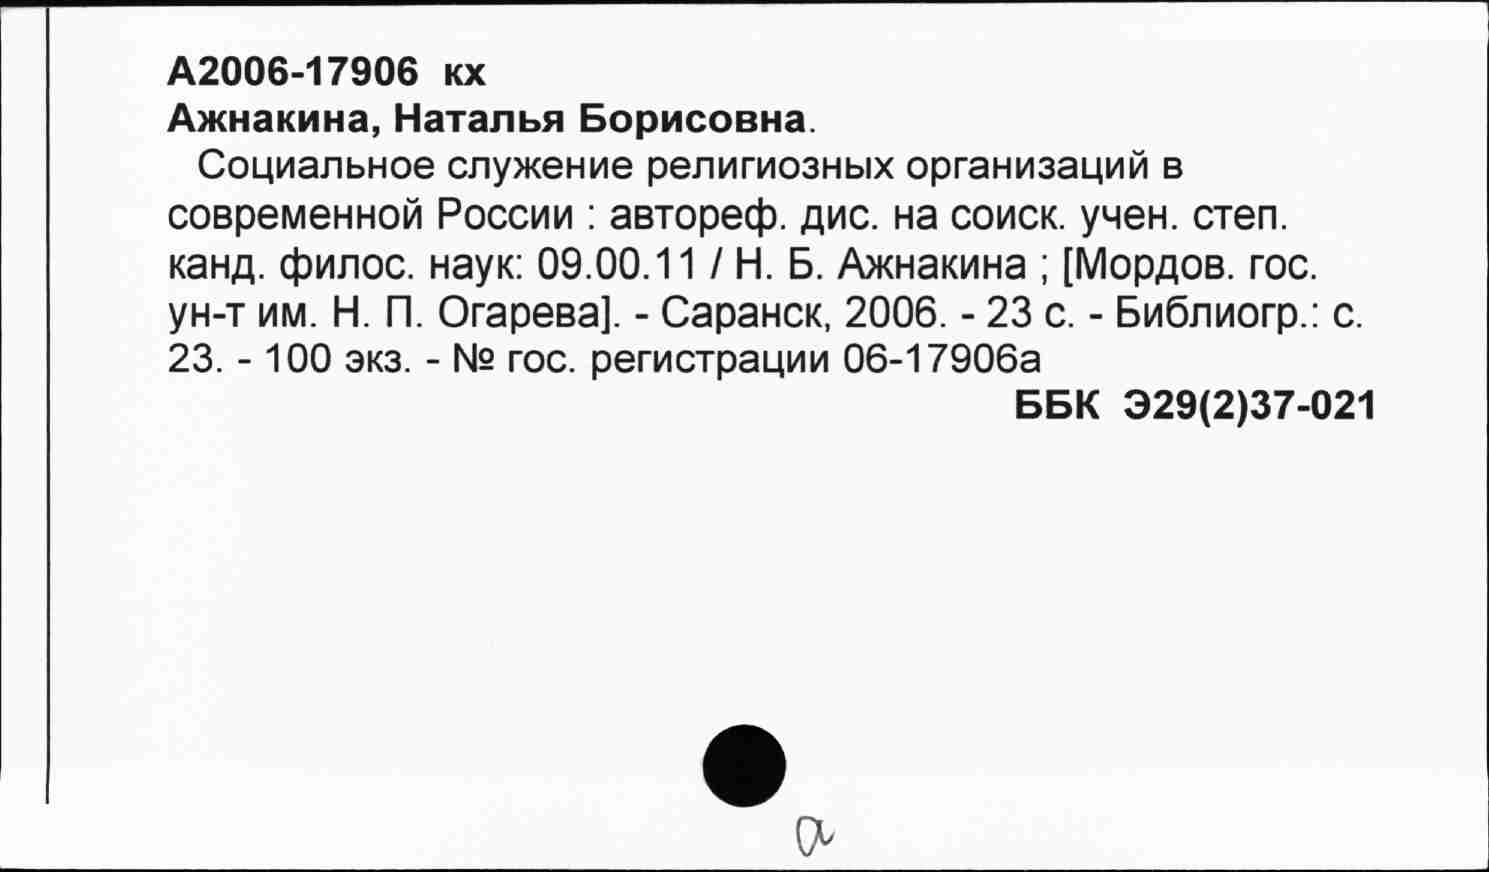 А2006-17906 кх
Ажнакина, Наталья Борисовна.
Социальное служение религиозных организаций в
современной России : автореф. дис. на соиск. учен. степ.
канд. филос. наук: 09.00.11 / Н. Б. Ажнакина ; [Мордов. гос.
ун-т им. Н. П. Огарева]. - Саранск, 2006. - 23 с. - Библиогр.: с.
23. - 100 экз. - № гос. регистрации 06-17906а
ББК Э29(2)37-021
а